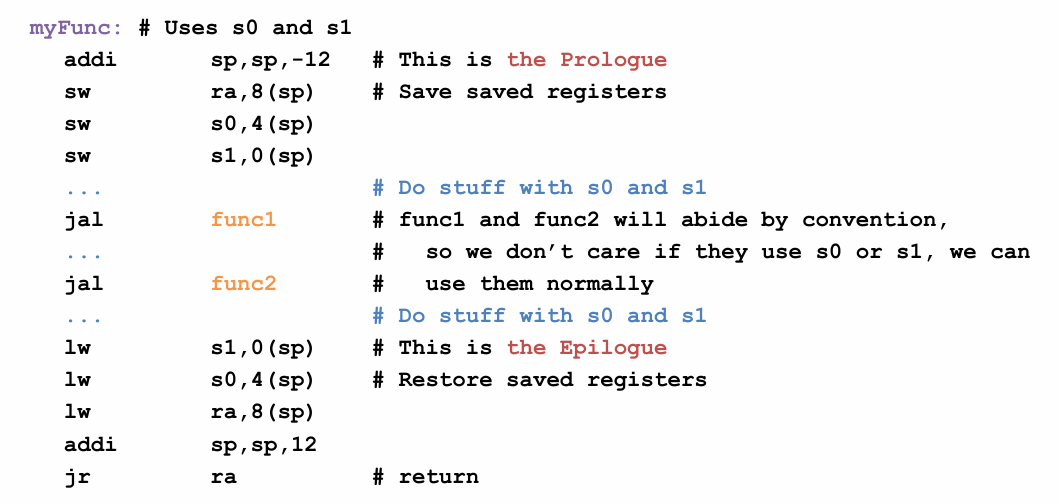 myFunc: # Uses s0 and s1
addi sp,sp,-12 # This is the Prologue
sw ra,8(sp) # Save saved registers
sw s0,4(sp)
sw s1,0(sp)
... # Do stuff with s0 and s1
jal func1 # func1 and func2 will abide by convention,
... # so we don’t care if they use s0 or s1, we can
jal func2 # use them normally
... # Do stuff with s0 and s1
lw s1,0(sp) # This is the Epilogue
lw s0,4(sp) # Restore saved registers
lw ra,8(sp)
addi sp,sp,12
jr ra # return